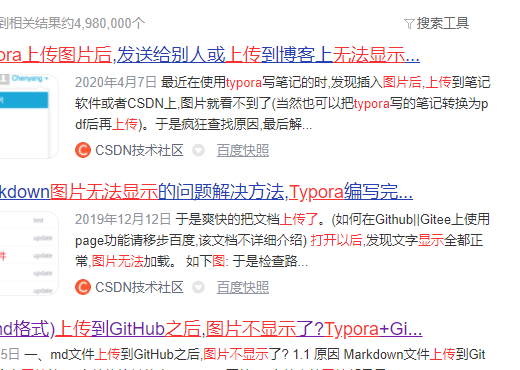 到相关结果约4,980,000个
搜索工具
ora上传图片后,发送给别人或上传到博客上无法显示...
Chenyang
2020年4月7日 最近在使用typora写笔记的时,发现插入图片后,上传到笔记
软件或者CSDN上,图片就看不到了(当然也可以把typora写的笔记转换为p
df后再上传)。于是疯狂查找原因,最后解...
CSDN技术社区 百度快照
kdown图片无法显示的问题解决方法,Typora编写完...
test
update
update
update
update
件
2019年12月12日 于是爽快的把文档上传了。(如何在Github||Gitee上使用
page功能请移步百度,该文档不详细介绍) 打开以后,发现文字显示全都正
常,图片无法加载。 如下图: 于是检查路...
CSDN技术社区 百度快照
nd格式)上传到GitHub之后,图片不显示了?Typora+Gi...
5日 一、md文件上传到GitHub之后,图片不显示了? 1.1 原因 Markdown文件上传到Git